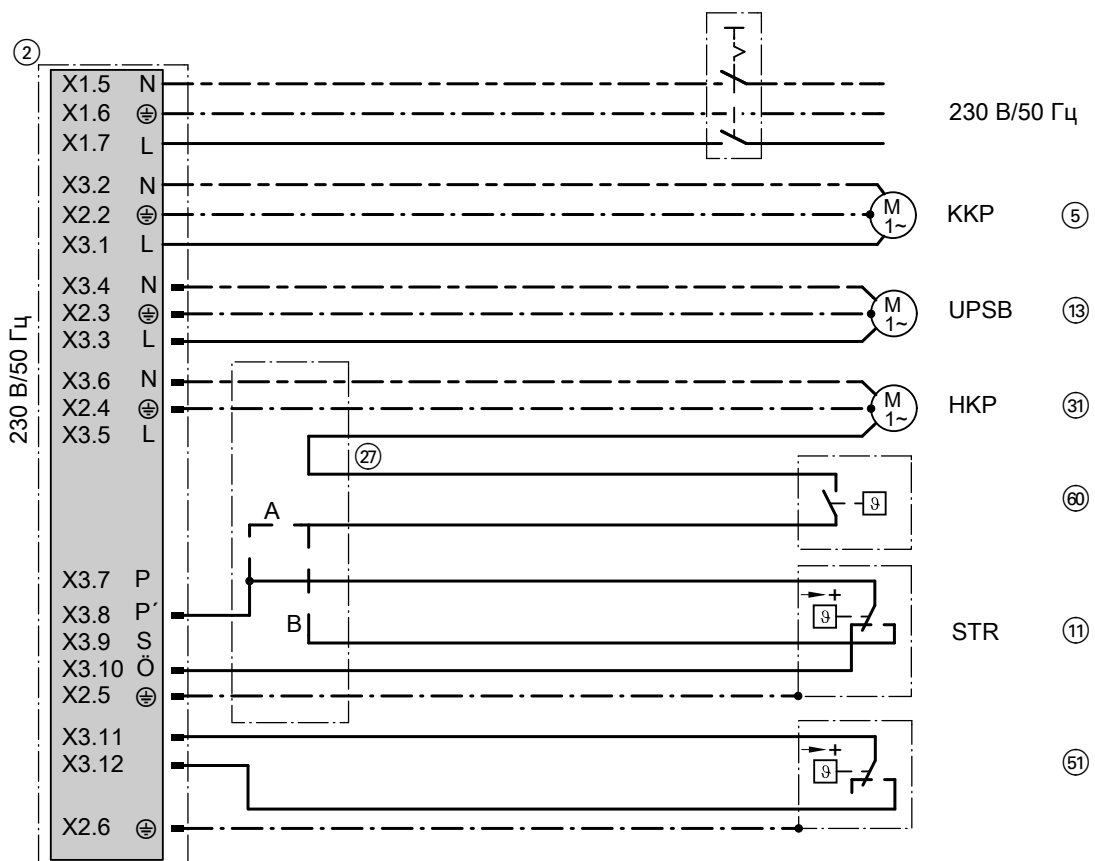 ②
X1.5 N
X1.6
X1.7 L
230 В/50 Гц
X3.2 N
X2.2
X3.1 L
M
1~
KKP ⑤
X3.4 N
X2.3
X3.3 L
M
1~
UPSB ⑬
X3.6 N
X2.4
X3.5 L
M
1~
HKP ㉛
230 В/50 Гц
㉗
ϑ
60
A
X3.7 P
X3.8 P´
X3.9 S
X3.10 Ö
X2.5
B
+
ϑ
STR ⑪
X3.11
X3.12
X2.6
+
ϑ
51